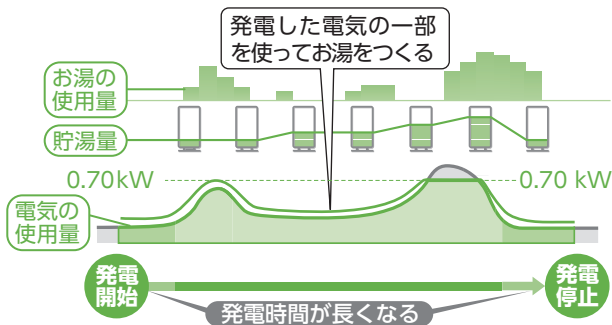 発電した電気の一部
を使ってお湯をつくる
お湯の
使用量
貯湯量
0.70kW
0.70 kW
電気の
使用量
発電
開始
発電時間が長くなる
発電
停止